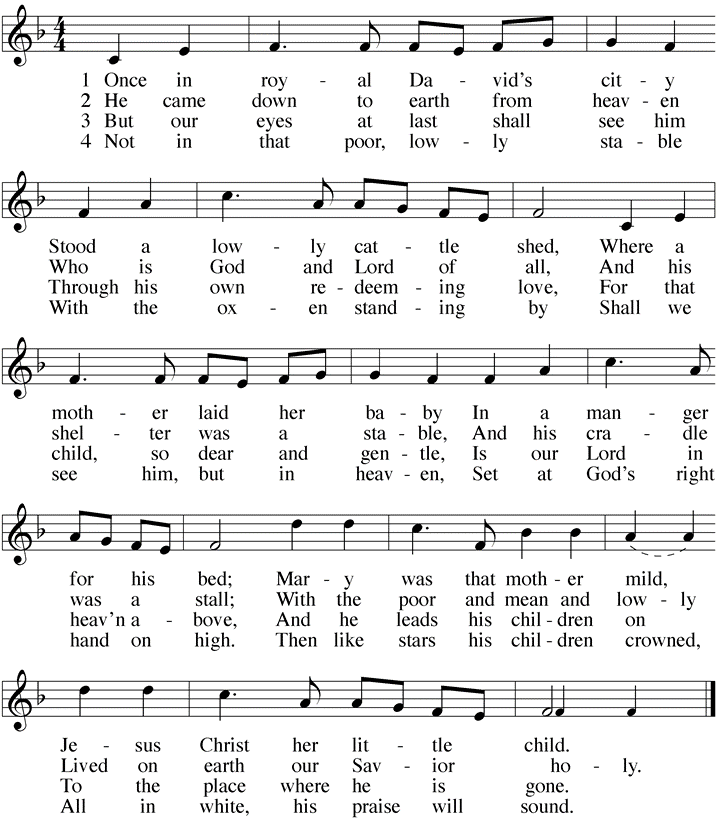 1 Once in roy - al Da - vid's cit - y
2 He came down to earth from heav - en
3 But our eyes at last shall see him
4 Not in that poor, low - ly sta - ble
Stood a low - ly cat - tle shed, Where a
Who is God and Lord of all, And his
Through his own re - deem - ing love, For that
With the ox - en stand - ing by Shall we
moth - er laid her ba - by In a man - ger
shel - ter was a sta - ble, And his cra - dle
child, so dear and gen - tle, Is our Lord in
see him, but in heav - en, Set at God's right
for his bed; Mar - y was that moth - er mild,
was a stall; With the poor and mean and low - ly
heav'n a - bove, And he leads his chil - dren on
hand on high. Then like stars his chil - dren crowned,
Je - sus Christ her lit - tle child.
Lived on earth our Sav - ior ho - ly.
To the place where he is gone.
All in white, his praise will sound.